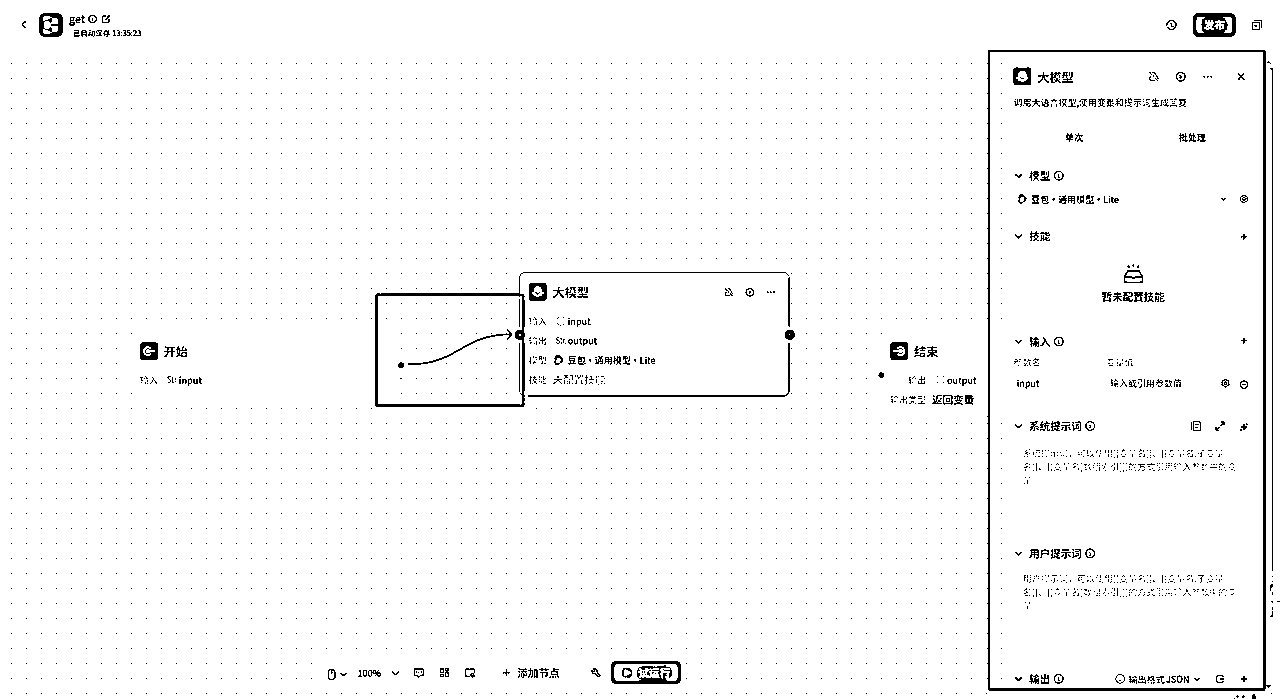 get
已自动保存 13:35:23
发布
大模型
调用大语言模型,使用变量和提示词生成回复
单次
批处理
模型
豆包·通用模型·Lite
技能
暂未配置技能
输入
参数名 变量值
input 输入或引用参数值
系统提示词
用户提示词
输出
输出格式 JSON
开始
输入 input
大模型
输入 input
输出 Str. output
模型 豆包·通用模型·Lite
技能 未配置技能
结束
输出 output
输出类型 返回变量
100%
添加节点
试运行